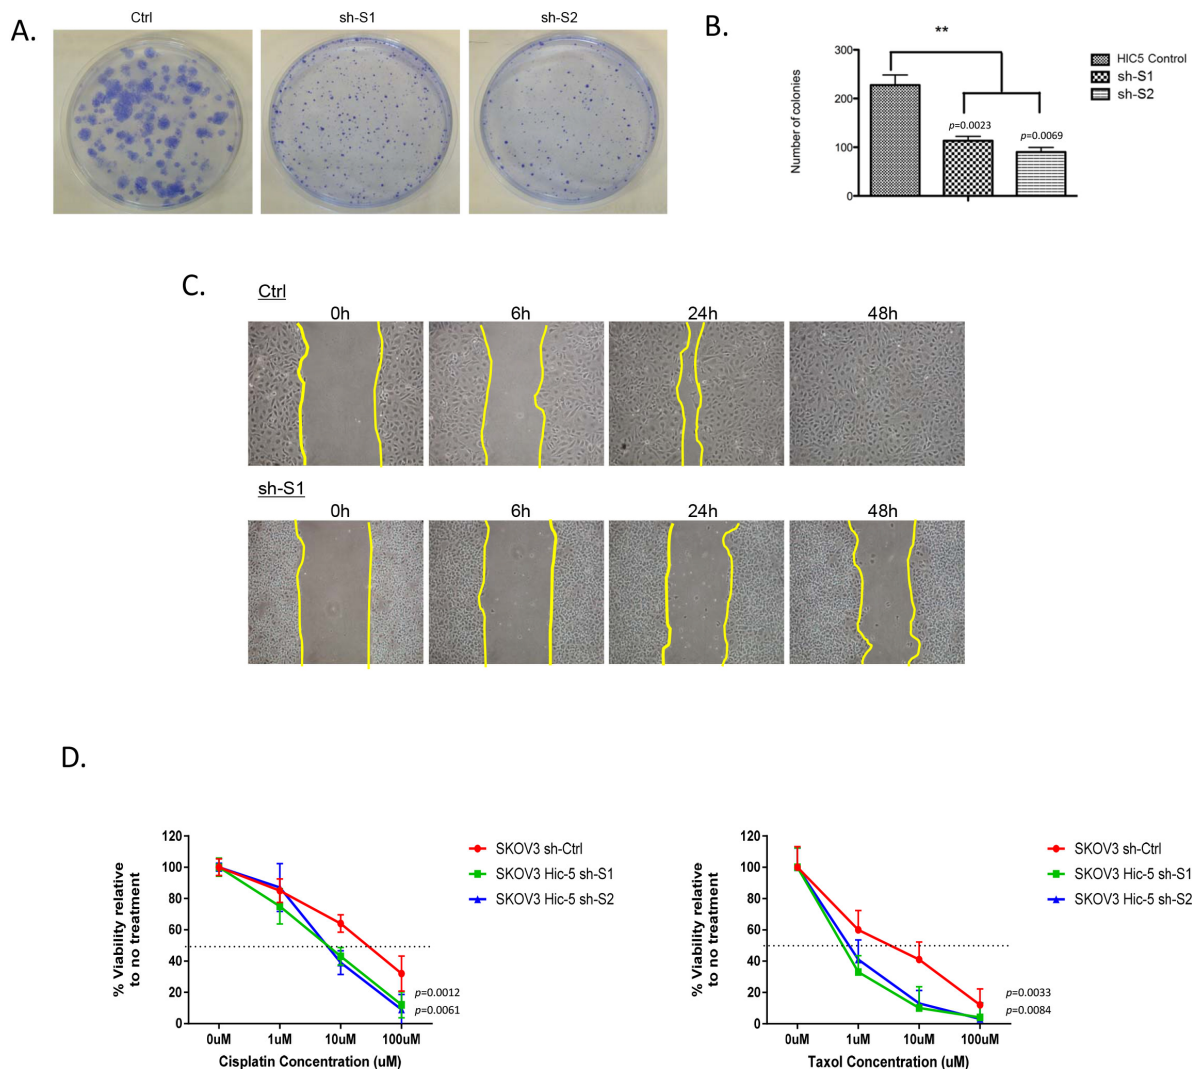 A.
Ctrl
sh-S1
sh-S2
B.
**
300
200
100
0
Number of colonies
p=0.0023
p=0.0069
HIC5 Control
sh-S1
sh-S2
C.
Ctrl
0h
6h
24h
48h
sh-S1
0h
6h
24h
48h
D.
120
100
80
60
40
20
0
% Viability relative
to no treatment
0uM
1uM
10uM
100uM
Cisplatin Concentration (uM)
p=0.0012
p=0.0061
SKOV3 sh-Ctrl
SKOV3 Hic-5 sh-S1
SKOV3 Hic-5 sh-S2
120
100
80
60
40
20
0
% Viability relative
to no treatment
0uM
1uM
10uM
100uM
Taxol Concentration (uM)
p=0.0033
p=0.0084
SKOV3 sh-Ctrl
SKOV3 Hic-5 sh-S1
SKOV3 Hic-5 sh-S2